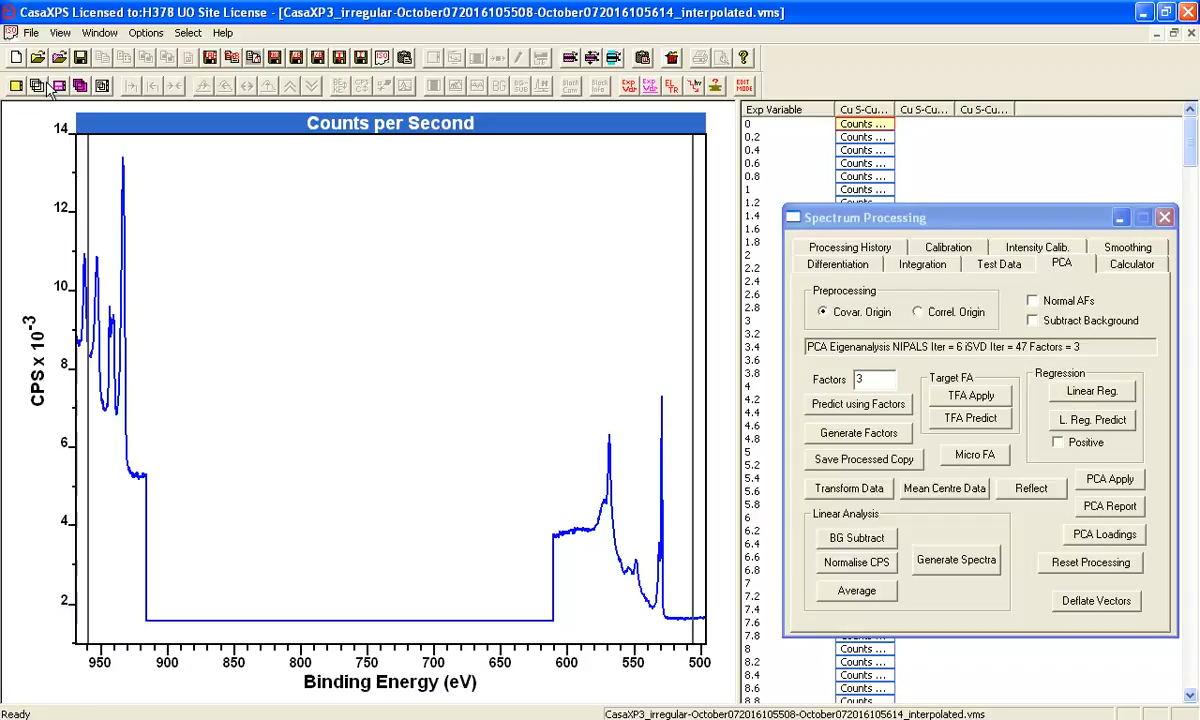 CasaXPS Licensed to:H378 UO Site License - [CasaXP3_irregular-October072016105508-October072016105614_interpolated.vms]
File View Window Options Select Help
Exp Variable Cu S-Cu... Cu S-Cu... Cu S-Cu...
Counts per Second
14
12
10
8
6
4
2
CPS x 10⁻³
950 900 850 800 750 700 650 600 550 500
Binding Energy (eV)
0 Counts ...
0.2 Counts ...
0.4 Counts ...
0.6 Counts ...
0.8 Counts ...
1 Counts ...
1.2 Counts ...
1.4
1.6
1.8
2
2.2
2.4
2.6
2.8
3
3.2
3.4
3.6
3.8
4
4.2
4.4
4.6
4.8
5
5.2
5.4
5.6
5.8
6
6.2
6.4
6.6
6.8
7
7.2
7.4
7.6
7.8 Counts ...
8 Counts ...
8.2 Counts ...
8.4 Counts ...
8.6 Counts ...
8.8 Counts ...
Spectrum Processing
Processing History Calibration Intensity Calib. Smoothing
Differentiation Integration Test Data PCA Calculator
Preprocessing
Covar. Origin Correl. Origin
Normal AFs
Subtract Background
PCA Eigenanalysis NIPALS Iter = 6 iSVD Iter = 47 Factors = 3
Factors 3
Predict using Factors
Generate Factors
Save Processed Copy
Target FA
TFA Apply
TFA Predict
Micro FA
Regression
Linear Reg.
L. Reg. Predict
Positive
Transform Data Mean Centre Data Reflect
PCA Apply
PCA Report
PCA Loadings
Reset Processing
Deflate Vectors
Linear Analysis
BG Subtract
Normalise CPS
Average
Generate Spectra
Ready
CasaXP3_irregular-October072016105508-October072016105614_interpolated.vms